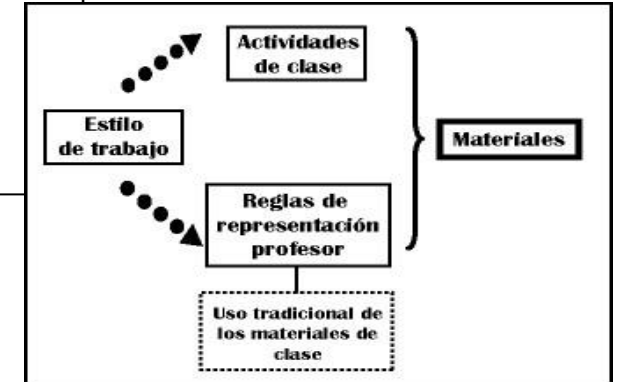 Actividades
de clase
Estilo
de trabajo
Materiales
Reglas de
representación
profesor
Uso tradicional de
los materiales de
clase